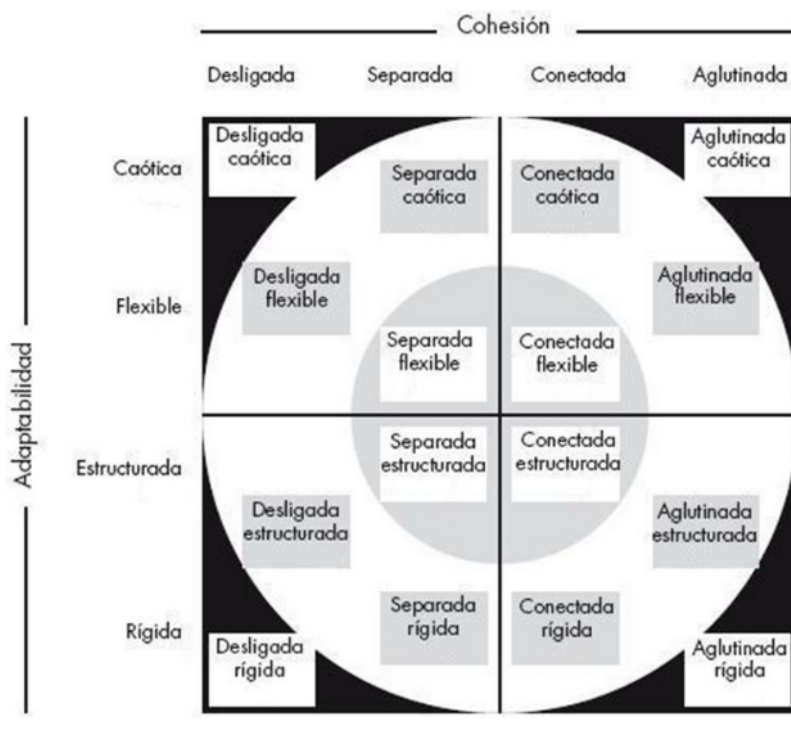 Cohesión
Desligada Separada Conectada Aglutinada
Adaptabilidad
Caótica
Flexible
Estructurada
Rígida
Desligada
caótica
Separada
caótica
Conectada
caótica
Aglutinada
caótica
Desligada
flexible
Separada
flexible
Conectada
flexible
Aglutinada
flexible
Separada
estructurada
Conectada
estructurada
Desligada
estructurada
Aglutinada
estructurada
Separada
rígida
Conectada
rígida
Desligada
rígida
Aglutinada
rígida